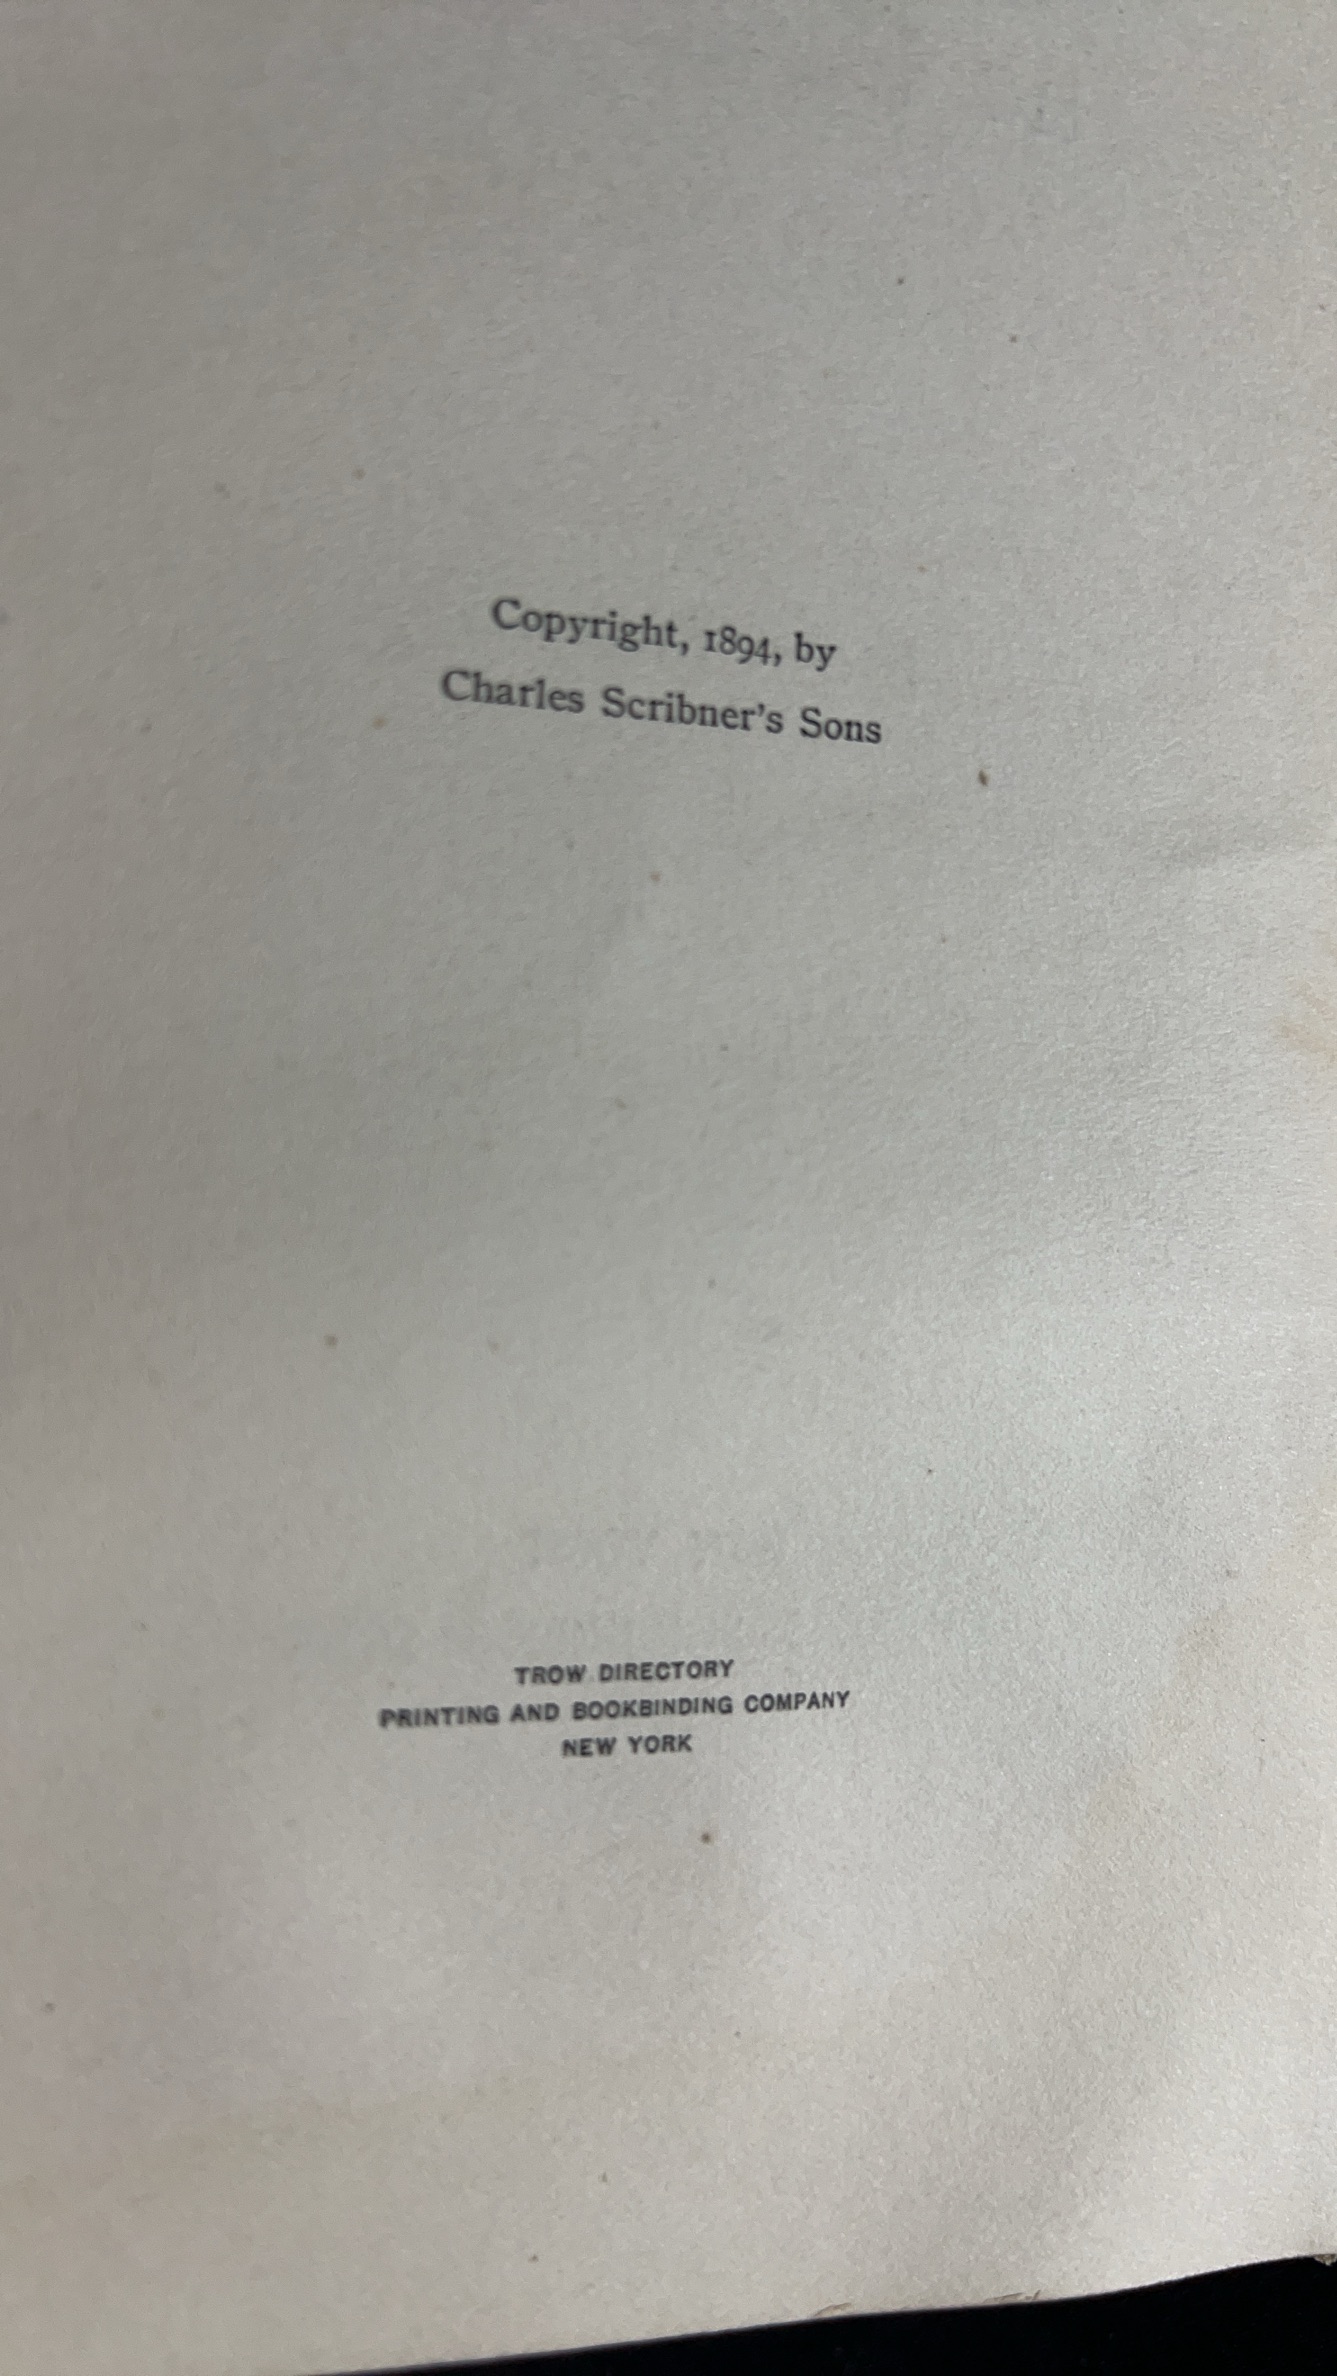 Copyright, 1894, by
Charles Scribner's Sons
TROW DIRECTORY
PRINTING AND BOOKBINDING COMPANY
NEW YORK